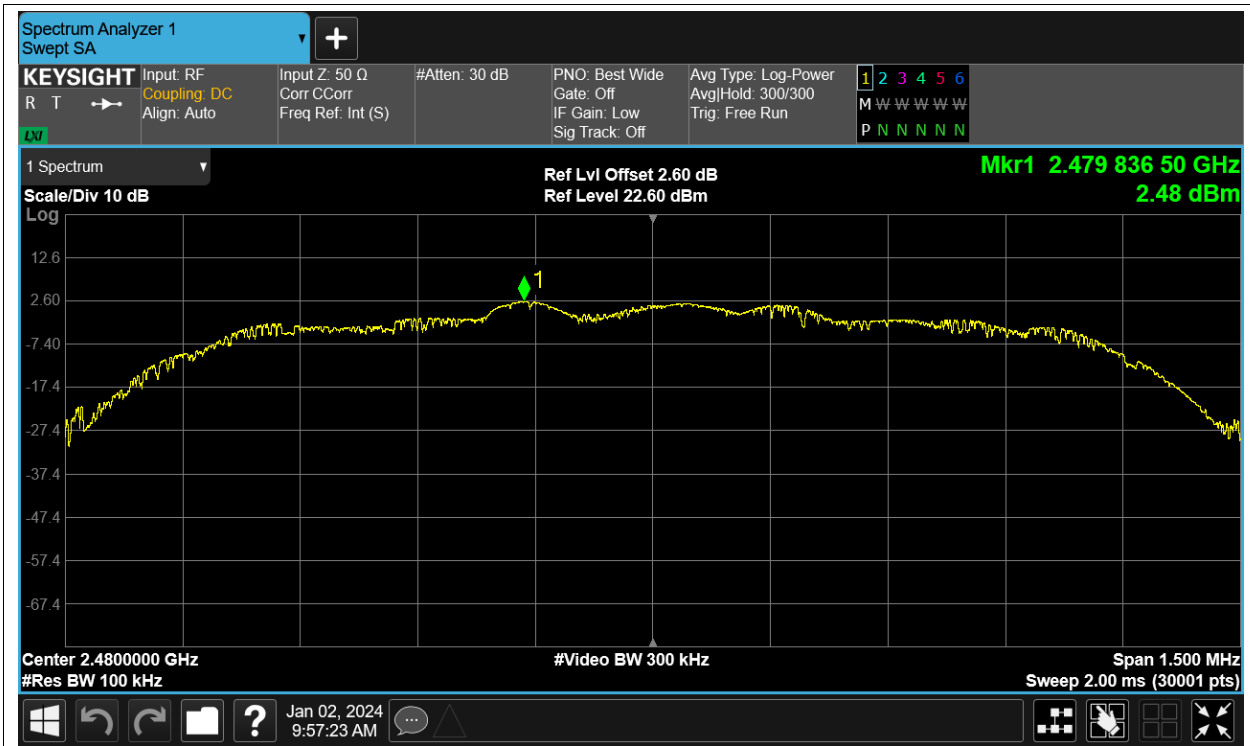 Spectrum Analyzer 1
Swept SA
KEYSIGHT
R T
LXI
Input: RF
Coupling: DC
Align: Auto
Input Z: 50 Ω
Corr CCorr
Freq Ref: Int (S)
#Atten: 30 dB
PNO: Best Wide
Gate: Off
IF Gain: Low
Sig Track: Off
Avg Type: Log-Power
Avg|Hold: 300/300
Trig: Free Run
1 2 3 4 5 6
M W W W W W
P N N N N N
1 Spectrum
Scale/Div 10 dB
Log
Ref Lvl Offset 2.60 dB
Ref Level 22.60 dBm
Mkr1 2.479 836 50 GHz
2.48 dBm
1
12.6
2.60
-7.40
-17.4
-27.4
-37.4
-47.4
-57.4
-67.4
Center 2.4800000 GHz
#Res BW 100 kHz
#Video BW 300 kHz
Span 1.500 MHz
Sweep 2.00 ms (30001 pts)
?
Jan 02, 2024
9:57:23 AM